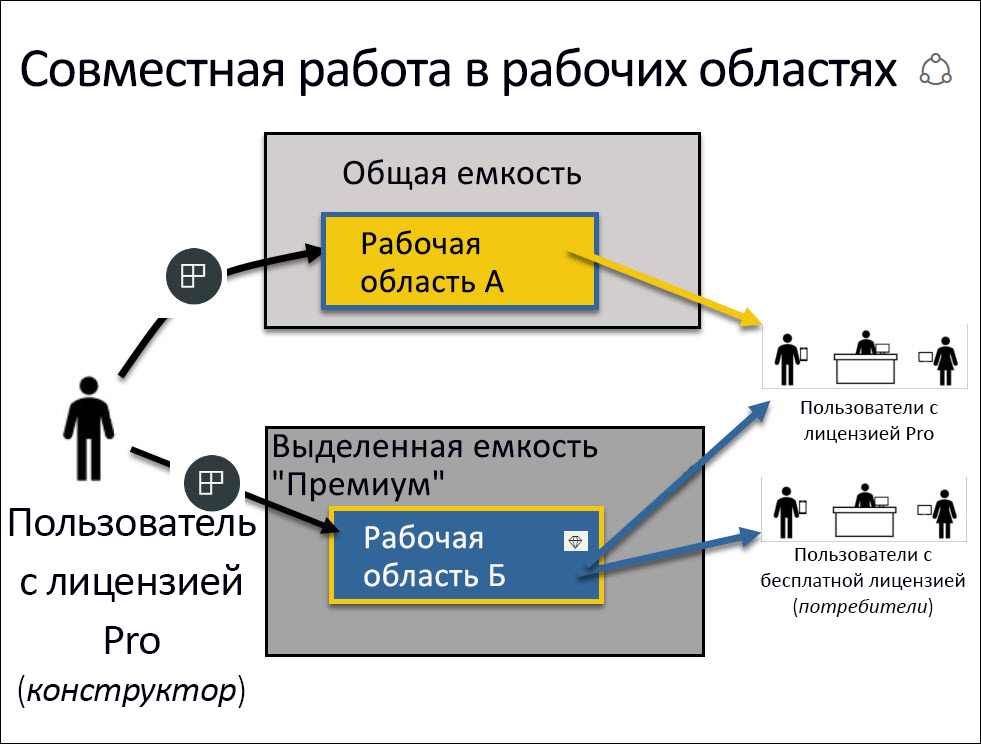 Совместная работа в рабочих областях
Общая емкость
Рабочая
область А
Пользователи с
лицензией Pro
Выделенная емкость
"Премиум"
Рабочая
область Б
Пользователь
с лицензией
Pro
(конструктор)
Пользователи с
бесплатной лицензией
(потребители)